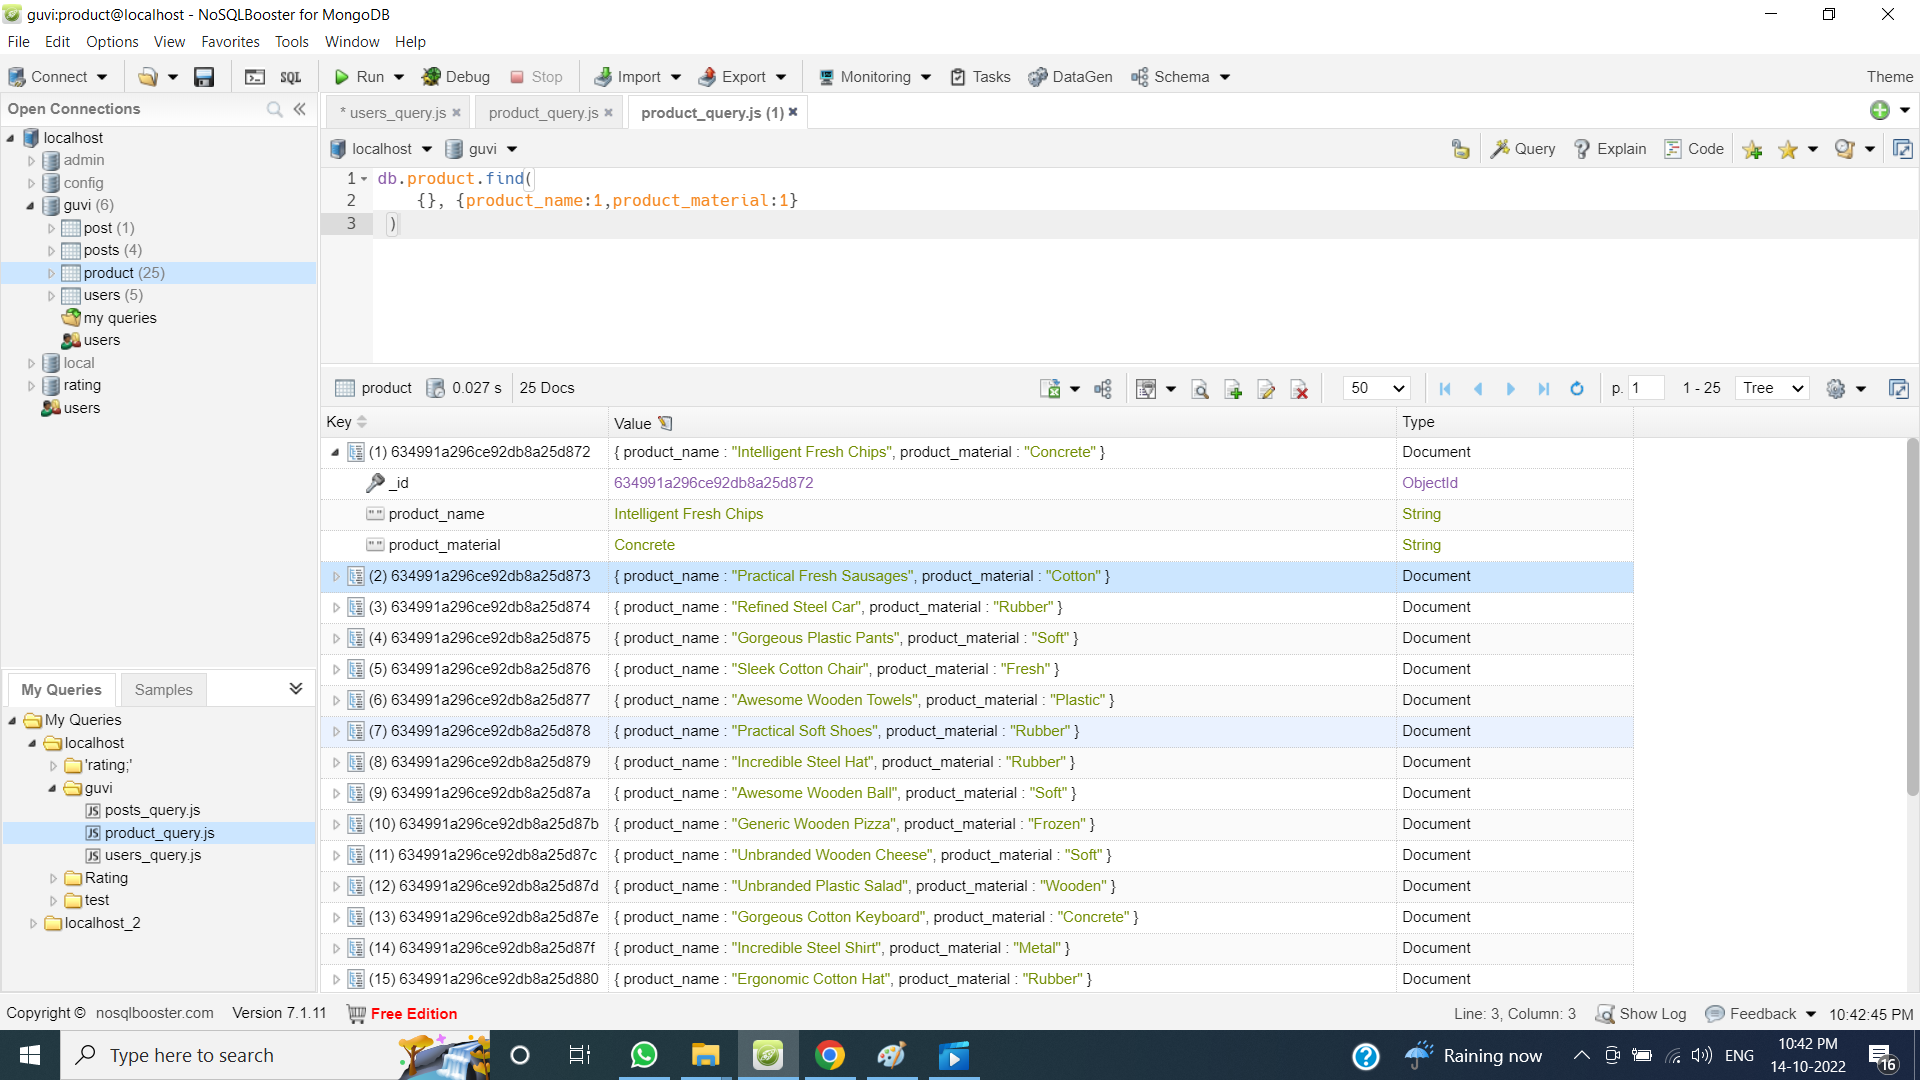 guvi:product@localhost - NoSQLBooster for MongoDB
File Edit Options View Favorites Tools Window Help
Connect SQL Run Debug Stop Import Export Monitoring Tasks DataGen Schema Theme
Open Connections
localhost
admin
config
guvi (6)
post (1)
posts (4)
product (25)
users (5)
my queries
users
local
rating
users
* users_query.js product_query.js product_query.js (1)
localhost guvi Query Explain Code
1 db.product.find(
2 {}, {product_name:1,product_material:1}
3 )
product 0.027 s 25 Docs 50 p. 1 1 - 25 Tree
Key Value Type
(1) 634991a296ce92db8a25d872 { product_name : "Intelligent Fresh Chips", product_material : "Concrete" } Document
_id 634991a296ce92db8a25d872 ObjectId
product_name Intelligent Fresh Chips String
product_material Concrete String
(2) 634991a296ce92db8a25d873 { product_name : "Practical Fresh Sausages", product_material : "Cotton" } Document
(3) 634991a296ce92db8a25d874 { product_name : "Refined Steel Car", product_material : "Rubber" } Document
(4) 634991a296ce92db8a25d875 { product_name : "Gorgeous Plastic Pants", product_material : "Soft" } Document
(5) 634991a296ce92db8a25d876 { product_name : "Sleek Cotton Chair", product_material : "Fresh" } Document
(6) 634991a296ce92db8a25d877 { product_name : "Awesome Wooden Towels", product_material : "Plastic" } Document
(7) 634991a296ce92db8a25d878 { product_name : "Practical Soft Shoes", product_material : "Rubber" } Document
(8) 634991a296ce92db8a25d879 { product_name : "Incredible Steel Hat", product_material : "Rubber" } Document
(9) 634991a296ce92db8a25d87a { product_name : "Awesome Wooden Ball", product_material : "Soft" } Document
(10) 634991a296ce92db8a25d87b { product_name : "Generic Wooden Pizza", product_material : "Frozen" } Document
(11) 634991a296ce92db8a25d87c { product_name : "Unbranded Wooden Cheese", product_material : "Soft" } Document
(12) 634991a296ce92db8a25d87d { product_name : "Unbranded Plastic Salad", product_material : "Wooden" } Document
(13) 634991a296ce92db8a25d87e { product_name : "Gorgeous Cotton Keyboard", product_material : "Concrete" } Document
(14) 634991a296ce92db8a25d87f { product_name : "Incredible Steel Shirt", product_material : "Metal" } Document
(15) 634991a296ce92db8a25d880 { product_name : "Ergonomic Cotton Hat", product_material : "Rubber" } Document
My Queries Samples
My Queries
localhost
'rating;'
guvi
JS posts_query.js
JS product_query.js
JS users_query.js
Rating
test
localhost_2
Copyright © nosqlbooster.com Version 7.1.11 Free Edition Line: 3, Column: 3 Show Log Feedback 10:42:45 PM
Type here to search Raining now ENG 10:42 PM
14-10-2022 16